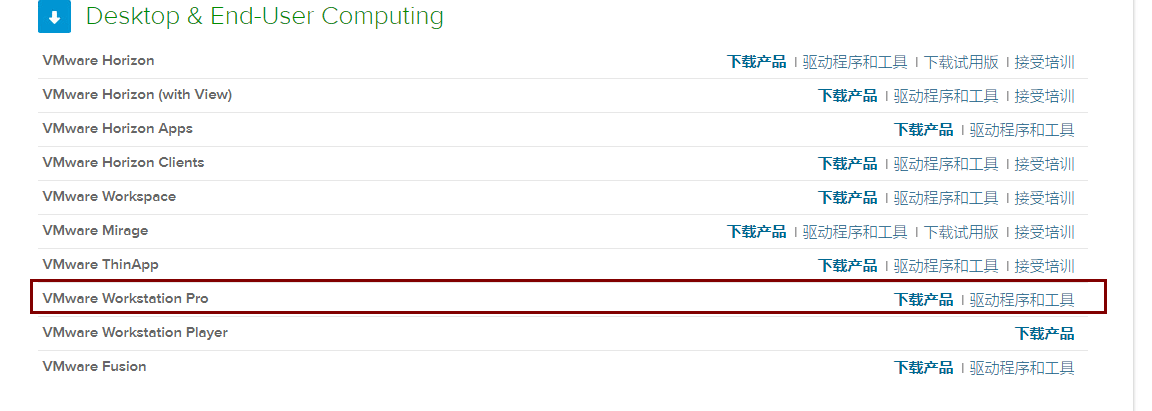 Desktop & End-User Computing
VMware Horizon 下载产品 | 驱动程序和工具 | 下载试用版 | 接受培训
VMware Horizon (with View) 下载产品 | 驱动程序和工具 | 接受培训
VMware Horizon Apps 下载产品 | 驱动程序和工具
VMware Horizon Clients 下载产品 | 驱动程序和工具 | 接受培训
VMware Workspace 下载产品 | 驱动程序和工具 | 接受培训
VMware Mirage 下载产品 | 驱动程序和工具 | 下载试用版 | 接受培训
VMware ThinApp 下载产品 | 驱动程序和工具 | 接受培训
VMware Workstation Pro 下载产品 | 驱动程序和工具
VMware Workstation Player 下载产品
VMware Fusion 下载产品 | 驱动程序和工具